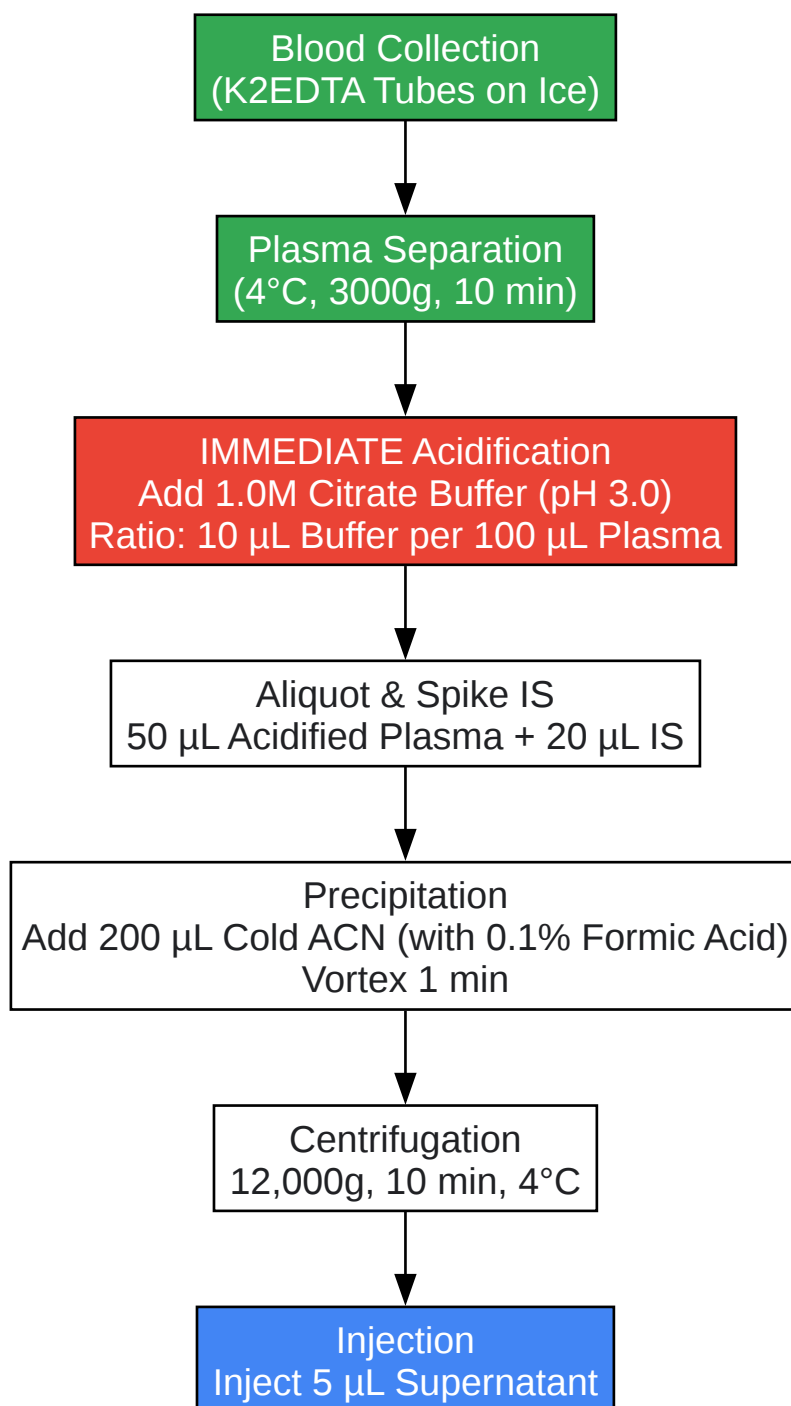 Blood Collection
(K2EDTA Tubes on Ice)
Plasma Separation
(4°C, 3000g, 10 min)
IMMEDIATE Acidification
Add 1.0M Citrate Buffer (pH 3.0)
Ratio: 10 µL Buffer per 100 µL Plasma
Aliquot & Spike IS
50 µL Acidified Plasma + 20 µL IS
Precipitation
Add 200 µL Cold ACN (with 0.1% Formic Acid)
Vortex 1 min
Centrifugation
12,000g, 10 min, 4°C
Injection
Inject 5 µL Supernatant